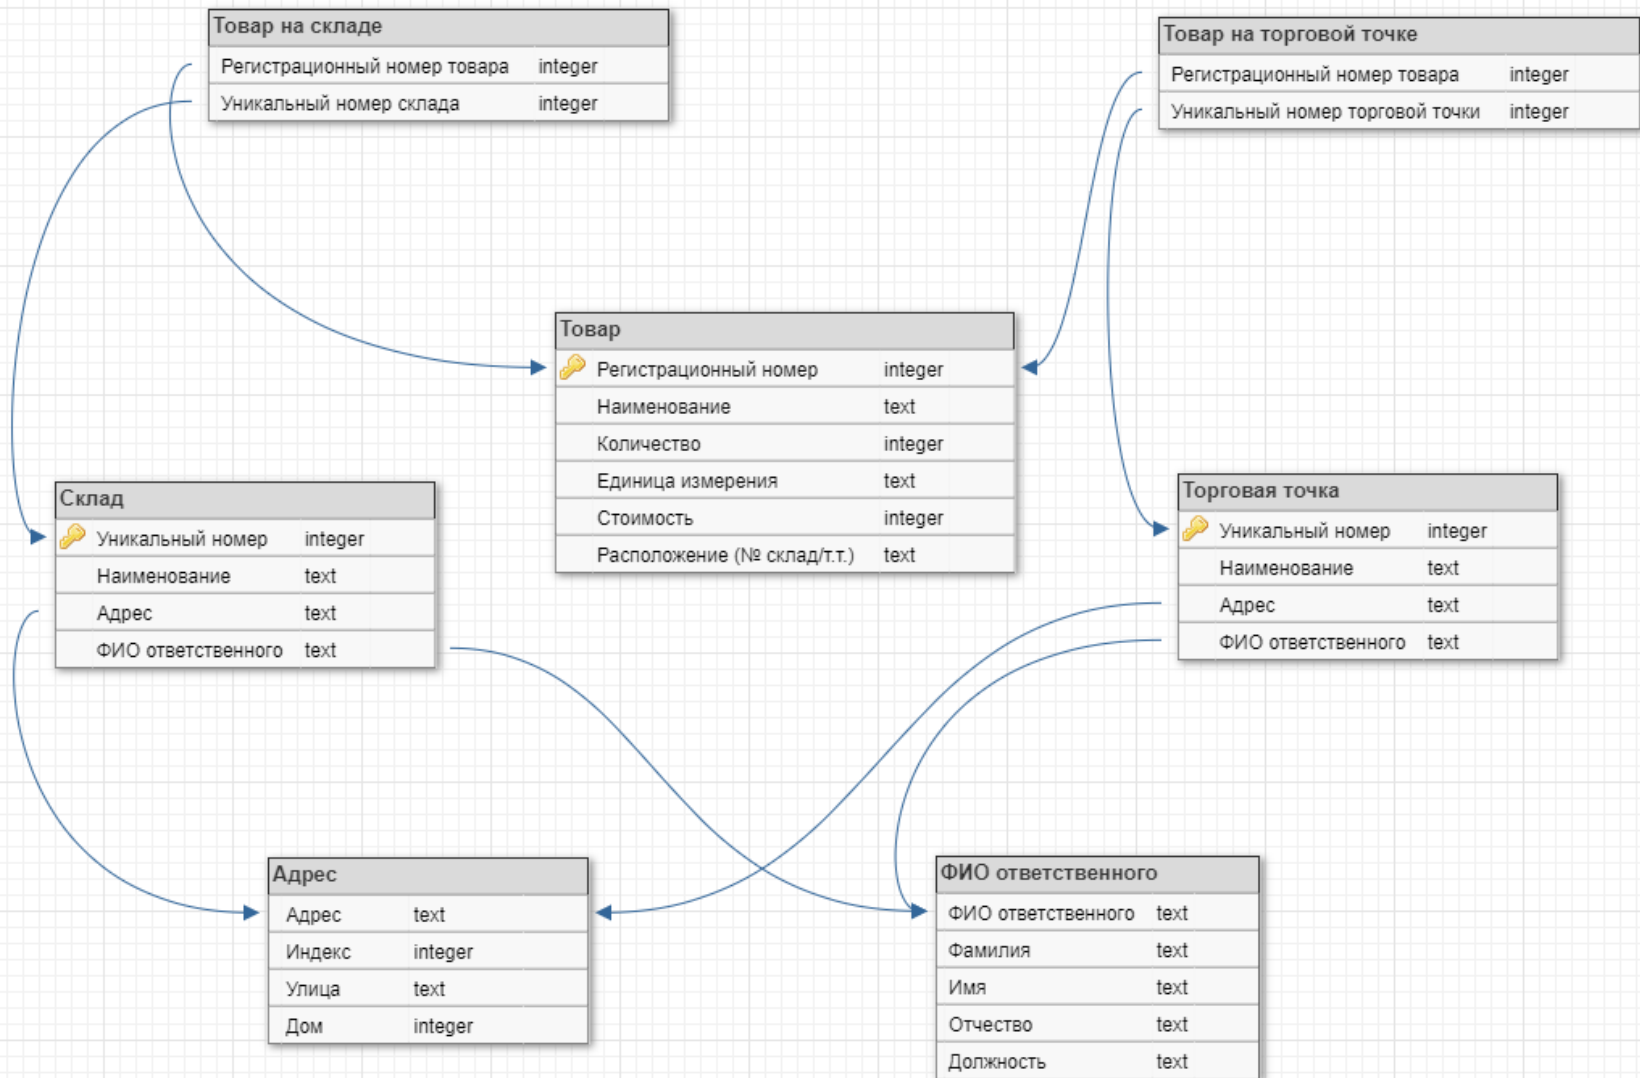 Товар на складе
Регистрационный номер товара integer
Уникальный номер склада integer
Товар на торговой точке
Регистрационный номер товара integer
Уникальный номер торговой точки integer
Товар
Регистрационный номер integer
Наименование text
Количество integer
Единица измерения text
Стоимость integer
Расположение (№ склад/т.т.) text
Склад
Уникальный номер integer
Наименование text
Адрес text
ФИО ответственного text
Торговая точка
Уникальный номер integer
Наименование text
Адрес text
ФИО ответственного text
Адрес
Адрес text
Индекс integer
Улица text
Дом integer
ФИО ответственного
ФИО ответственного text
Фамилия text
Имя text
Отчество text
Должность text